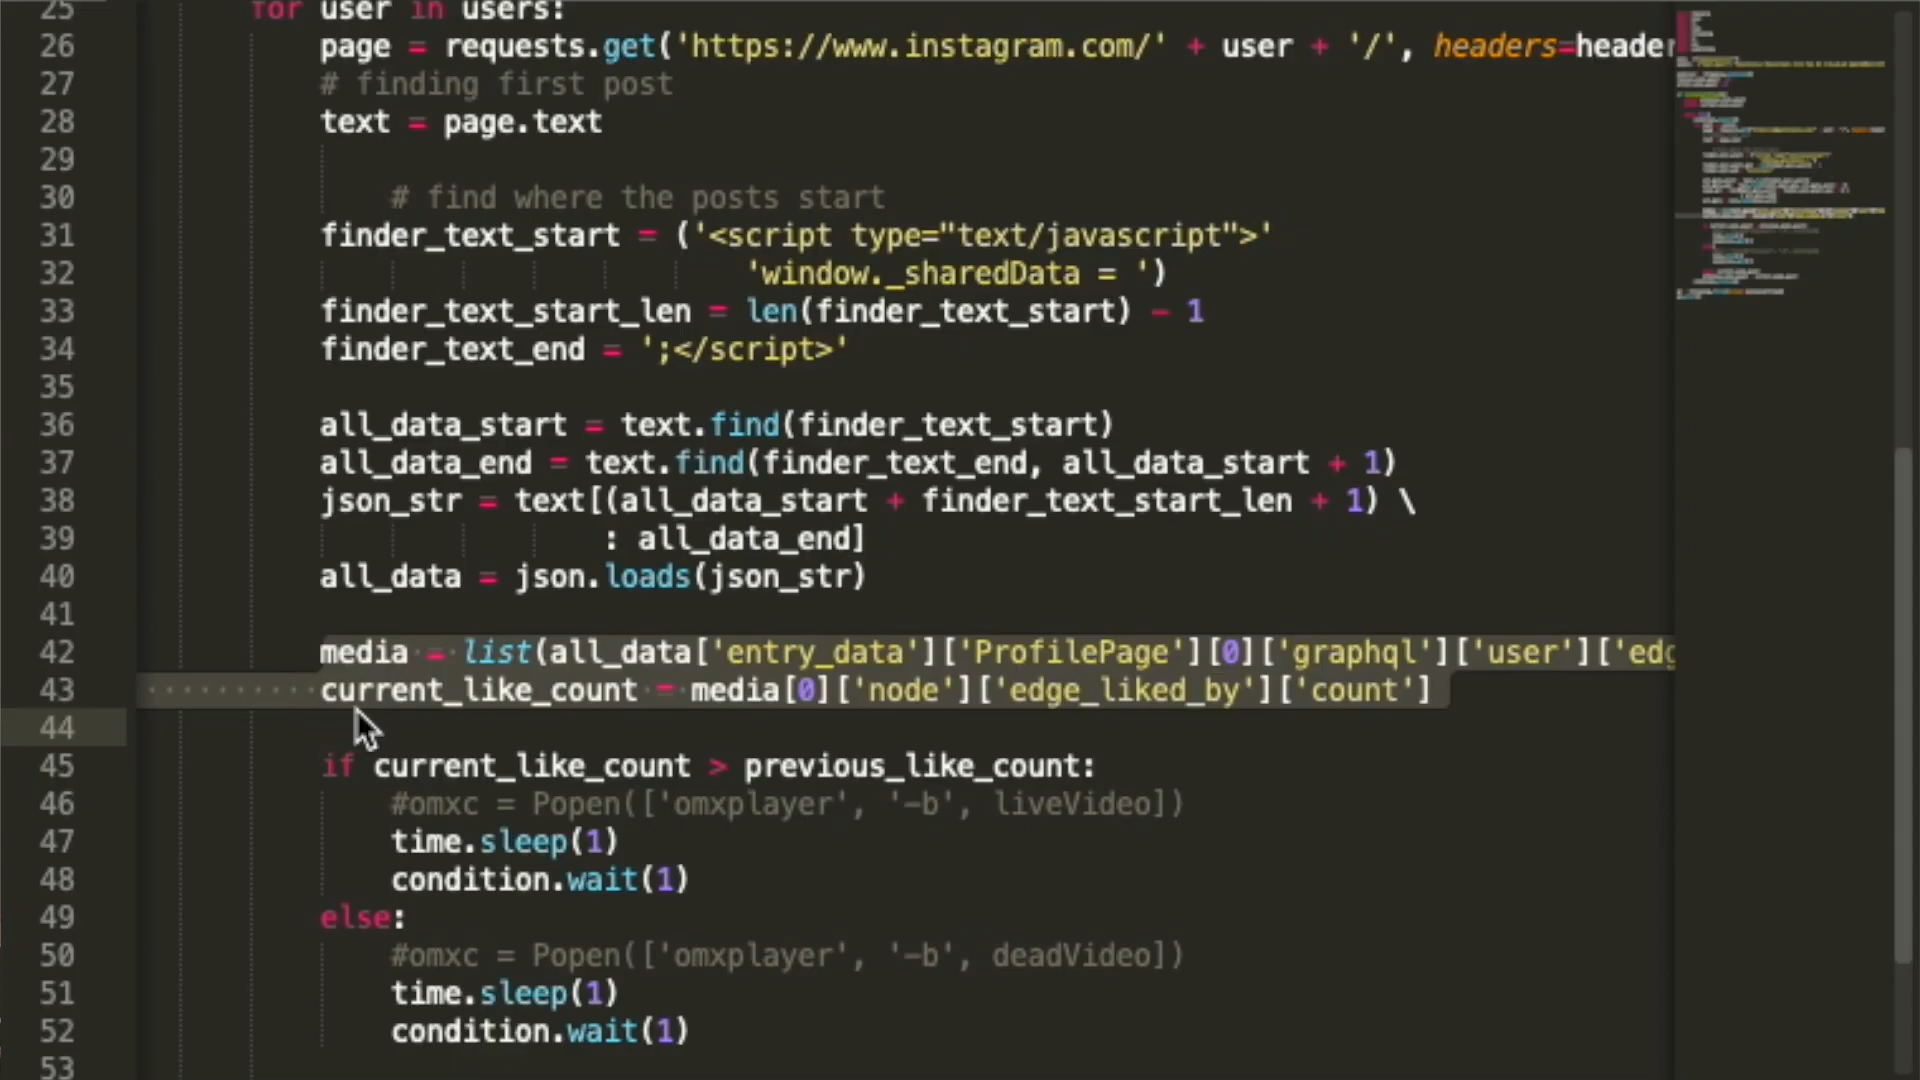 25 for user in users:
26 page = requests.get('https://www.instagram.com/' + user + '/', headers=header
27 # finding first post
28 text = page.text
29
30 # find where the posts start
31 finder_text_start = ('<script type="text/javascript">'
32 'window._sharedData = ')
33 finder_text_start_len = len(finder_text_start) - 1
34 finder_text_end = ';</script>'
35
36 all_data_start = text.find(finder_text_start)
37 all_data_end = text.find(finder_text_end, all_data_start + 1)
38 json_str = text[(all_data_start + finder_text_start_len + 1) \
39 : all_data_end]
40 all_data = json.loads(json_str)
41
42 media = list(all_data['entry_data']['ProfilePage'][0]['graphql']['user']['edg
43 current_like_count = media[0]['node']['edge_liked_by']['count']
44
45 if current_like_count > previous_like_count:
46 #omxc = Popen(['omxplayer', '-b', liveVideo])
47 time.sleep(1)
48 condition.wait(1)
49 else:
50 #omxc = Popen(['omxplayer', '-b', deadVideo])
51 time.sleep(1)
52 condition.wait(1)
53